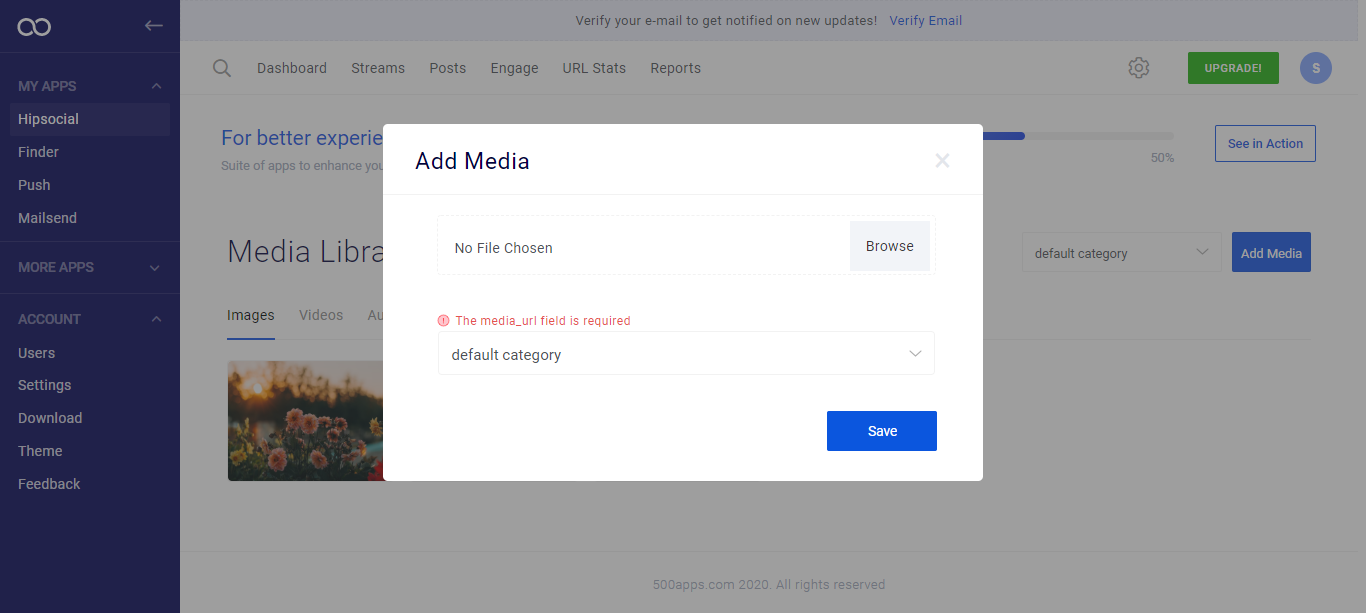 Verify your e-mail to get notified on new updates! Verify Email
Dashboard Streams Posts Engage URL Stats Reports
UPGRADE! S
MY APPS
Hipsocial
Finder
Push
Mailsend
MORE APPS
ACCOUNT
Users
Settings
Download
Theme
Feedback
For better experie
Suite of apps to enhance you
50%
See in Action
Media Libra
default category
Add Media
Images Videos Au
Add Media
No File Chosen
Browse
The media_url field is required
default category
Save
500apps.com 2020. All rights reserved